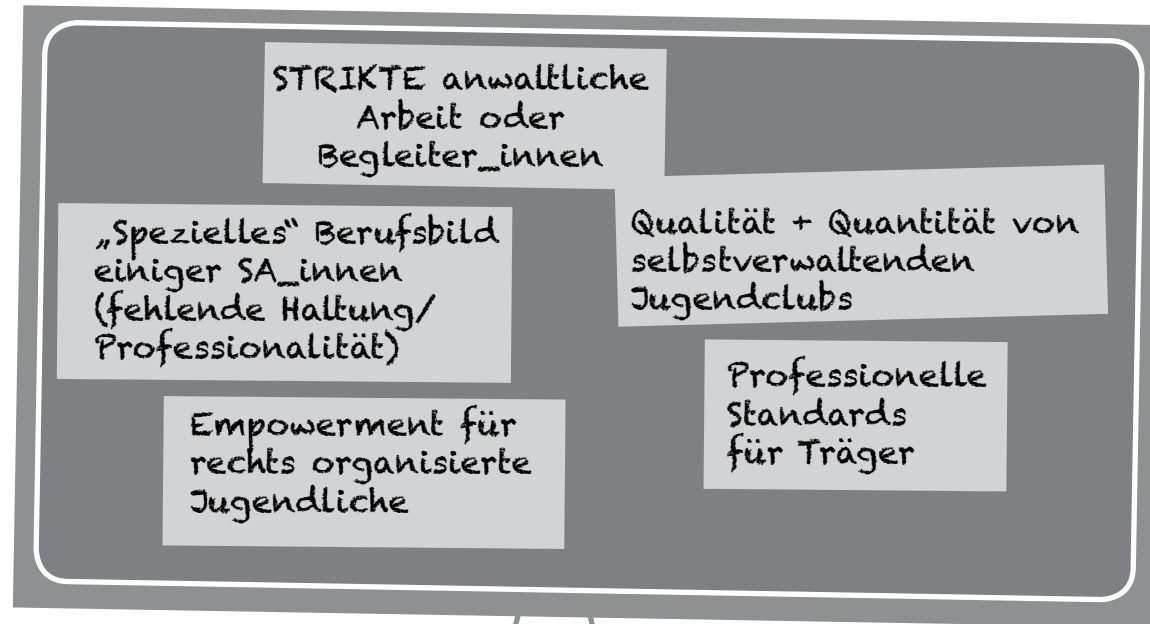 STRIKTE anwaltliche
Arbeit oder
Begleiter_innen
„Spezielles“ Berufsbild
einiger SA_innen
(fehlende Haltung/
Professionalität)
Qualität + Quantität von
selbstverwaltenden
Jugendclubs
Empowerment für
rechts organisierte
Jugendliche
Professionelle
Standards
für Träger